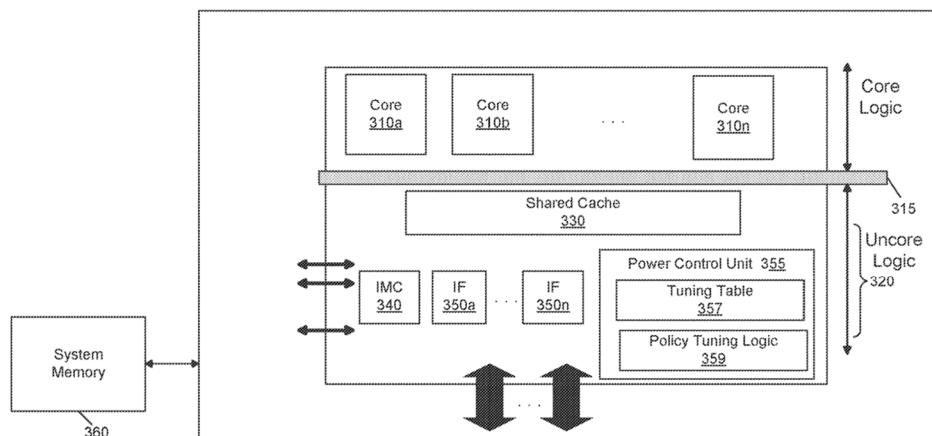 Core
310a
Core
310b
. . .
Core
310n
Core
Logic
315
Shared Cache
330
Uncore
Logic
320
IMC
340
IF
350a
. . . .
IF
350n
Power Control Unit 355
Tuning Table
357
Policy Tuning Logic
359
System
Memory
360
. . .